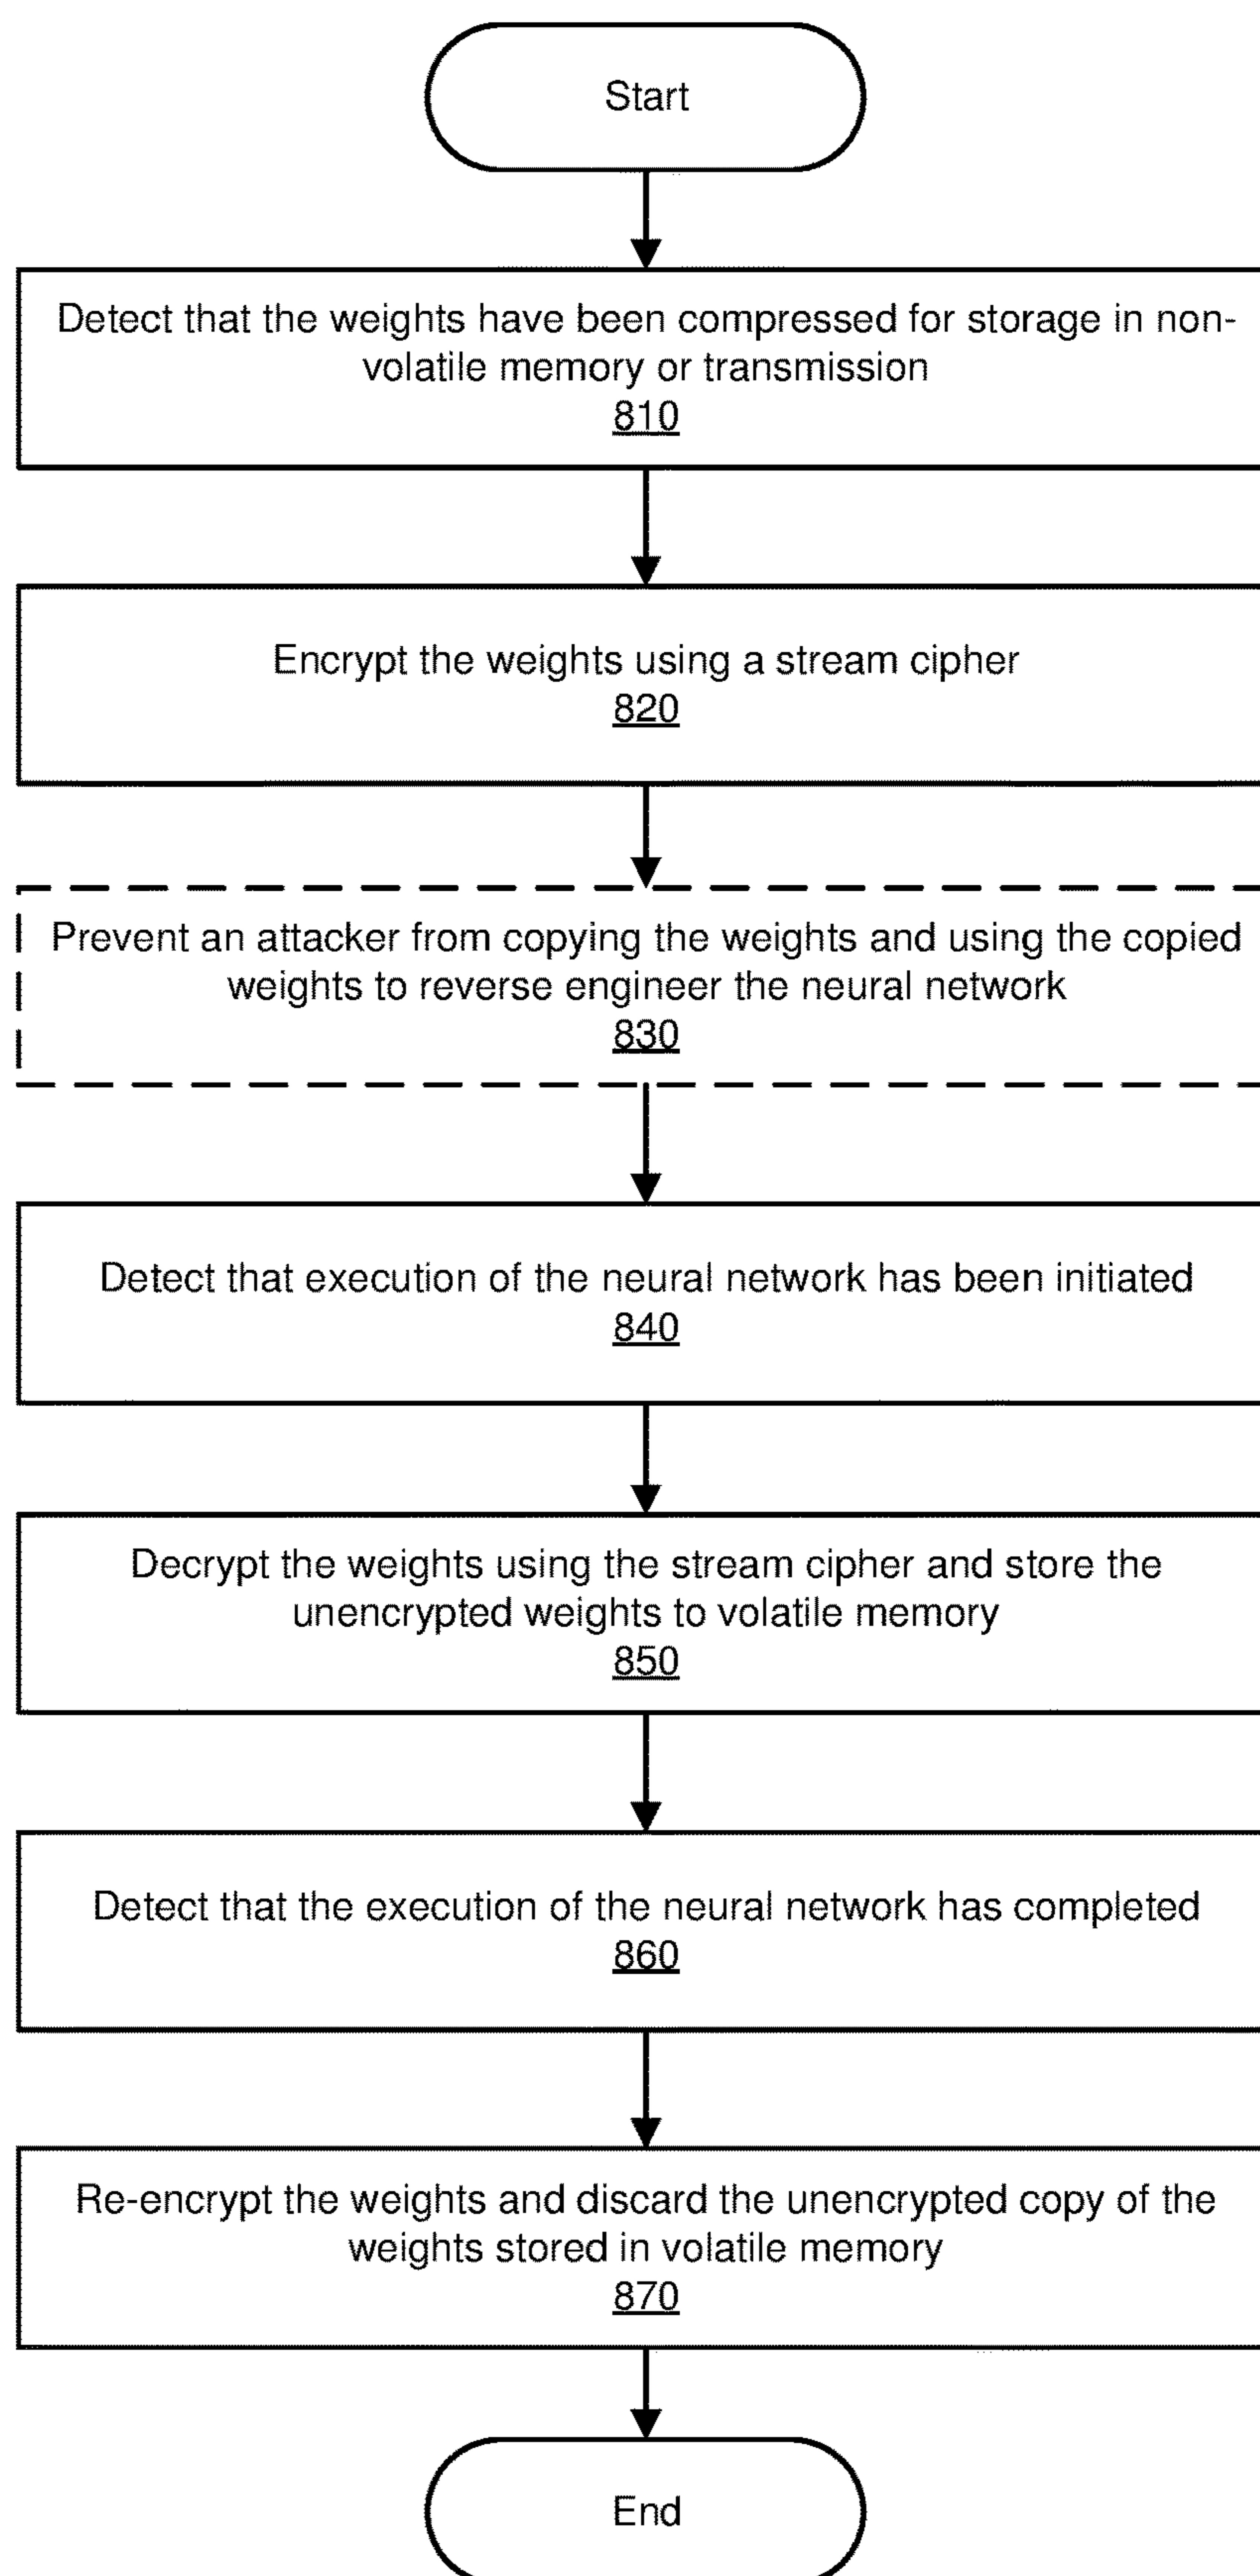 Start
Detect that the weights have been compressed for storage in non-
volatile memory or transmission
810
Encrypt the weights using a stream cipher
820
Prevent an attacker from copying the weights and using the copied
weights to reverse engineer the neural network
830
Detect that execution of the neural network has been initiated
840
Decrypt the weights using the stream cipher and store the
unencrypted weights to volatile memory
850
Detect that the execution of the neural network has completed
860
Re-encrypt the weights and discard the unencrypted copy of the
weights stored in volatile memory
870
End